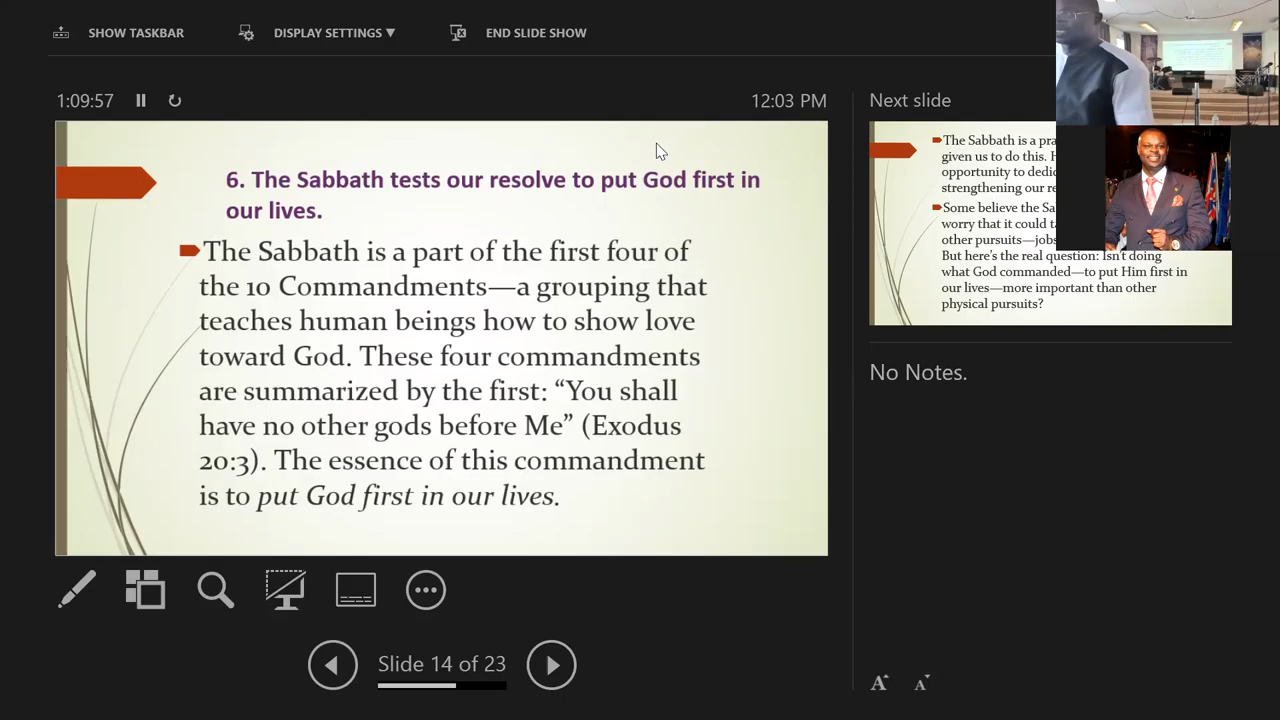 SHOW TASKBAR
DISPLAY SETTINGS ▼
END SLIDE SHOW
1:09:57
12:03 PM
6. The Sabbath tests our resolve to put God first in
our lives.
The Sabbath is a part of the first four of
the 10 Commandments—a grouping that
teaches human beings how to show love
toward God. These four commandments
are summarized by the first: “You shall
have no other gods before Me” (Exodus
20:3). The essence of this commandment
is to put God first in our lives.
Slide 14 of 23
Next slide
The Sabbath is a
given us to do this.
opportunity to
strengthening our
Some believe the
worry that it could
other pursuits—jobs
But here's the real question: Isn't doing
what God commanded—to put Him first in
our lives—more important than other
physical pursuits?
No Notes.
A A